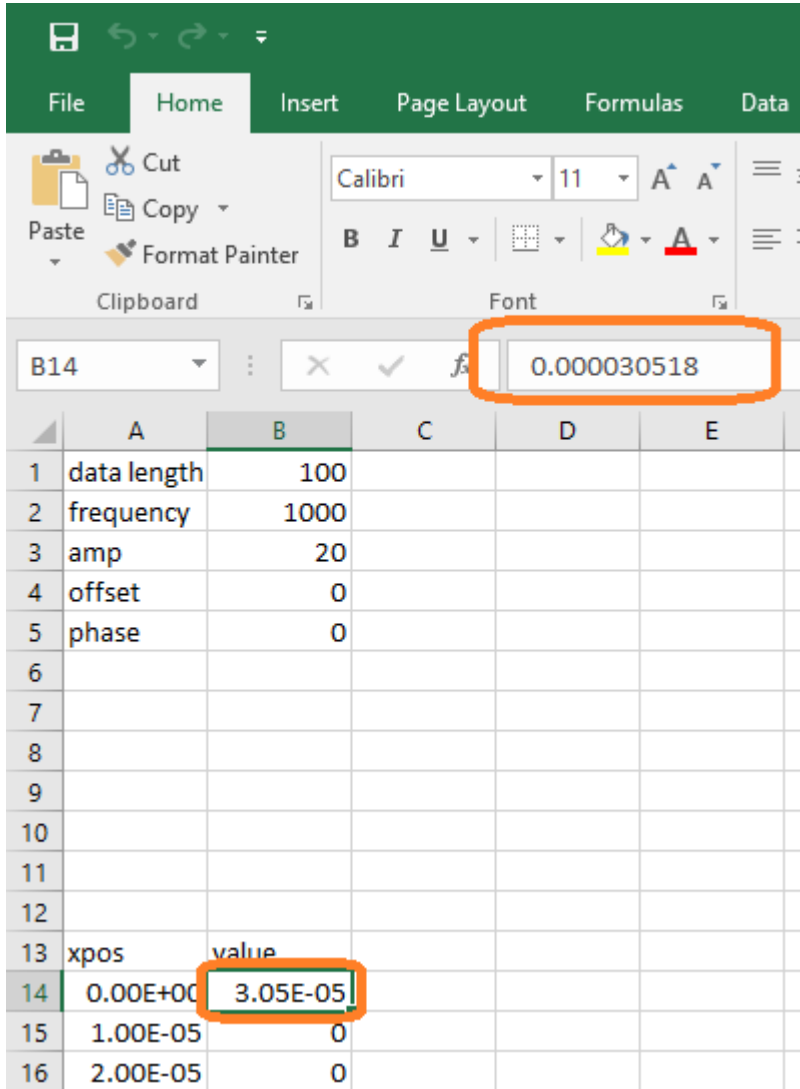 File Home Insert Page Layout Formulas Data
Cut
Copy
Paste
Format Painter
Clipboard
Calibri 11 A A
B I U A
Font
B14 fx 0.000030518
A B C D E
1 data length 100
2 frequency 1000
3 amp 20
4 offset 0
5 phase 0
6
7
8
9
10
11
12
13 xpos value
14 0.00E+00 3.05E-05
15 1.00E-05 0
16 2.00E-05 0